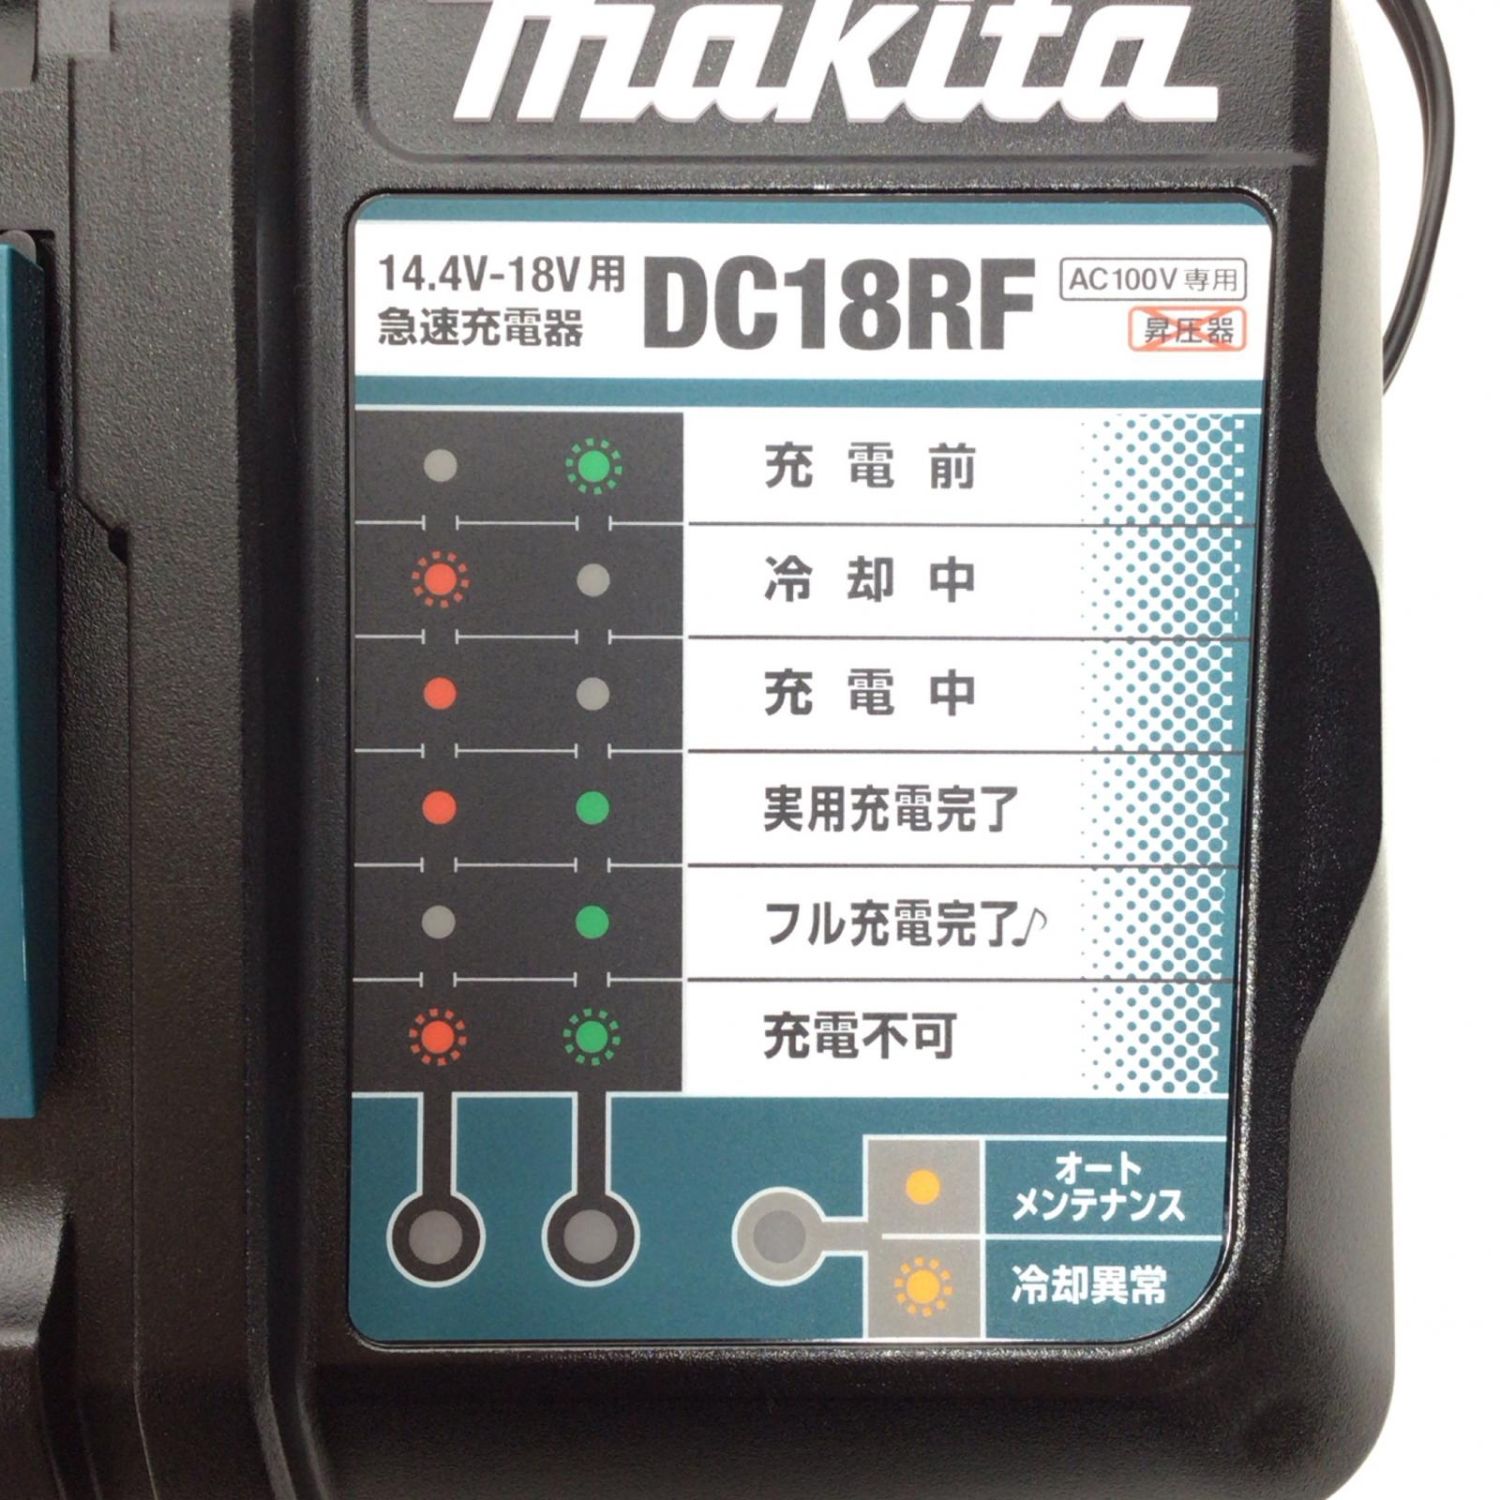 makita
14.4V-18V用
急速充電器
DC18RF
AC100V専用
昇圧器
充電前
冷却中
充電中
実用充電完了
フル充電完了♪
充電不可
オート
メンテナンス
冷却異常